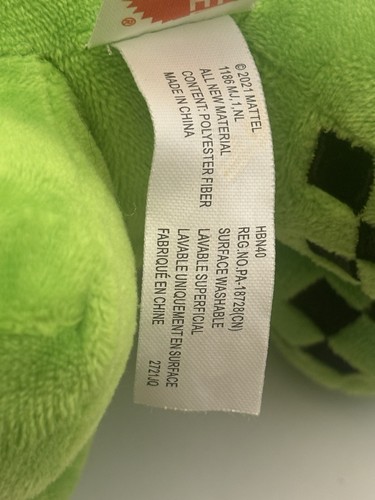 © 2021 MATTEL
1186 MJ, 1,NL
ALL NEW MATERIAL
CONTENT: POLYESTER FIBER
MADE IN CHINA
HBN40
REG.NO.PA-18728(CN)
SURFACE WASHABLE
LAVABLE SUPERFICIAL
LAVABLE UNIQUEMENT EN SURFACE
FABRIQUÉ EN CHINE
2721JQ
®